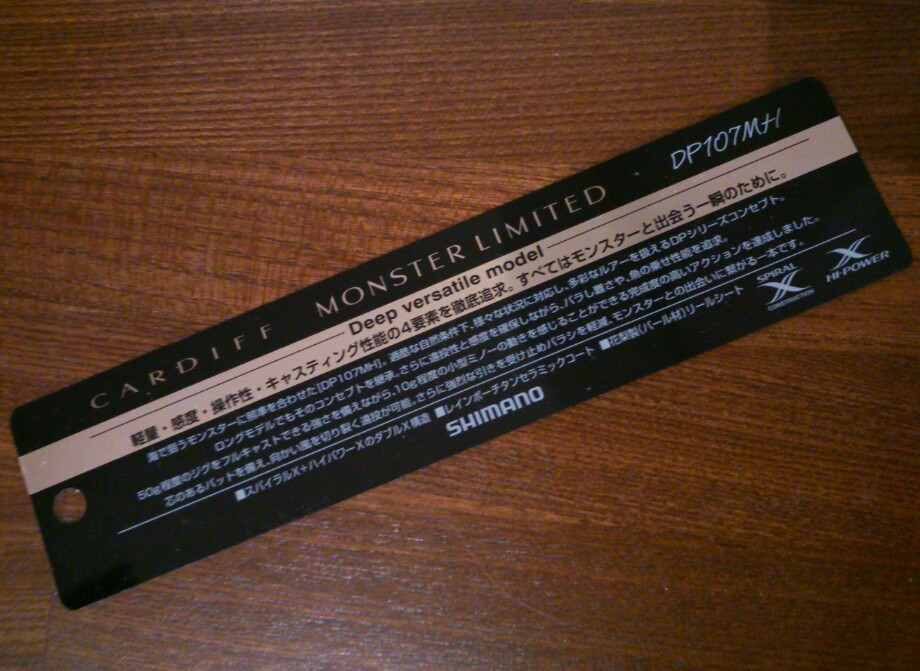 CARDIFF MONSTER LIMITED DP107MH
Deep versatile model
軽量・感度・操作性・キャスティング性能の4要素を徹底追求。すべてはモンスターと出会う一瞬のために。
海で狙うモンスターに照準を合わせた[DP107MH]。過酷な自然条件下、様々な状況に対応し、多彩なルアーを扱えるDPシリーズコンセプト。
ロングモデルでもそのコンセプトを継承、さらに遠投性と感度を確保しながら、バラし難さや、魚の乗せ性能を追求。
50g程度のジグをフルキャストできる強さを備えながら、10g程度の小型ミノーの動きを感じることができる完成度の高いアクションを達成しました。
芯のあるバットを備え、向かい風を切り裂く遠投が可能。さらに強烈な引きを受け止めバラシを軽減、モンスターとの出会いに繋がる一本です。
■スパイラルX+ハイパワーXのダブルX構造 ■レインボーチタンセラミックコート ■花梨製(パール材)リールシート
SHIMANO
SPIRAL X CONSTRUCTION
X HI-POWER